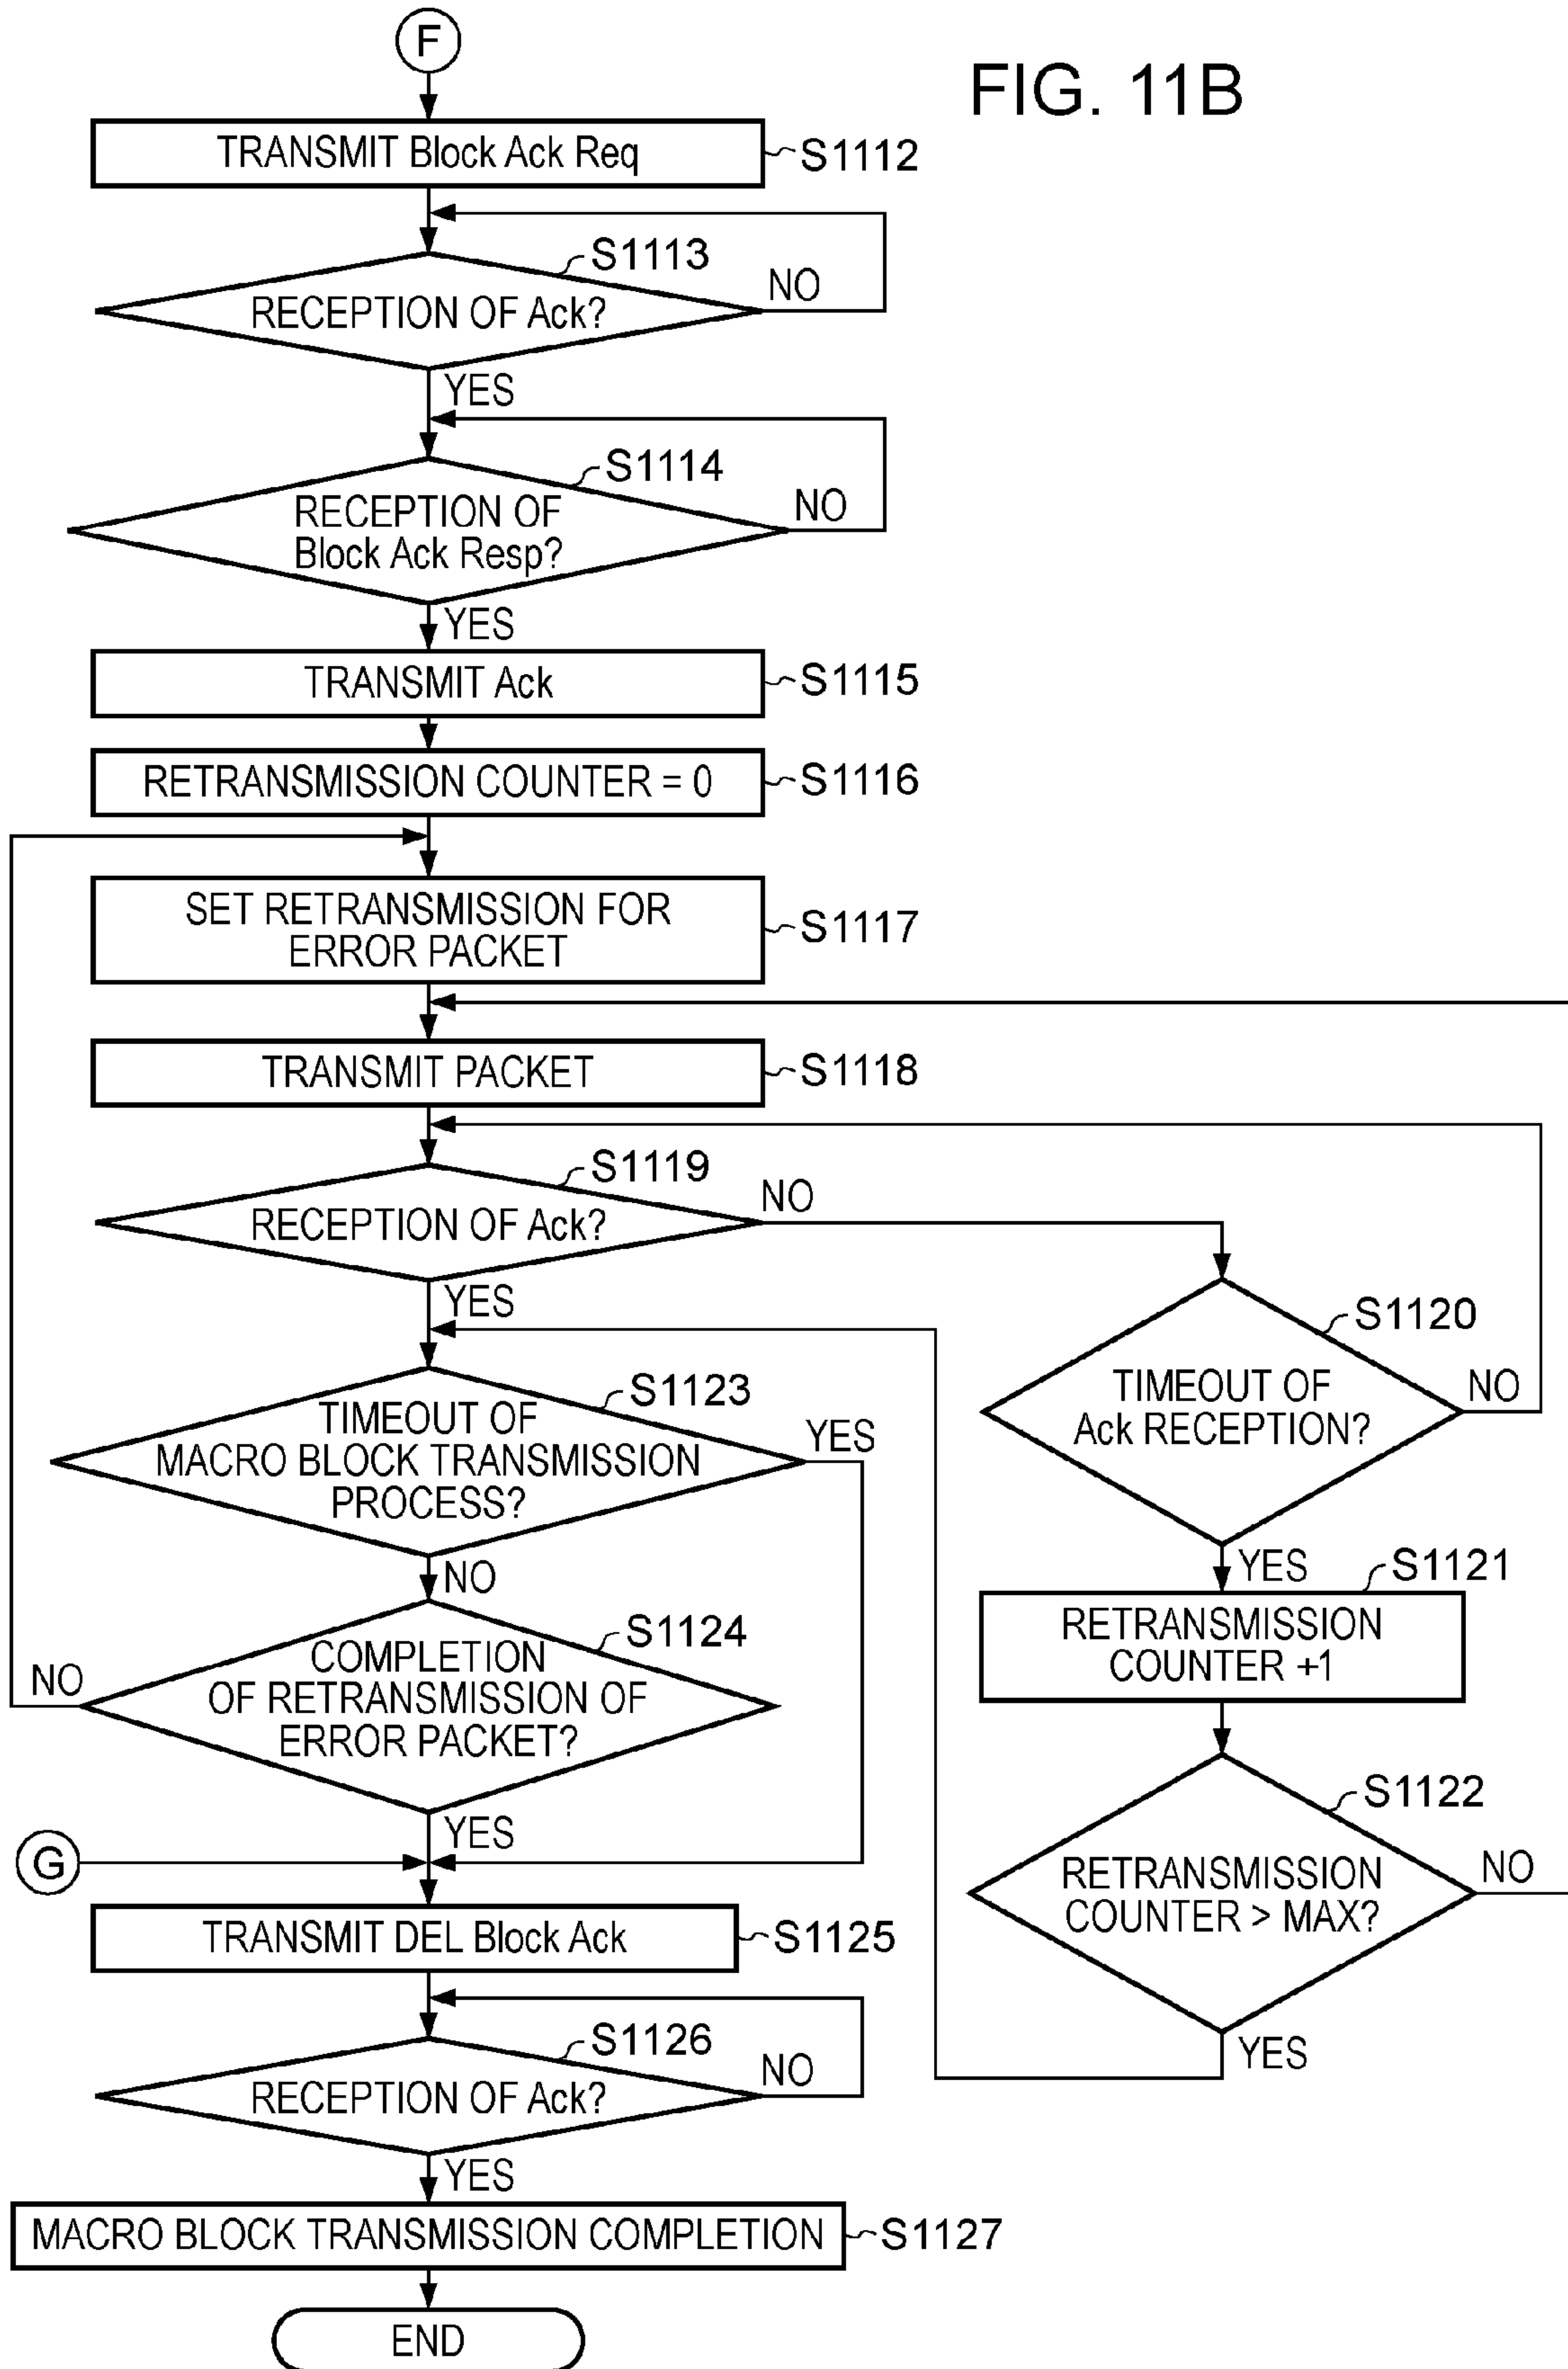 F
FIG. 11B
TRANSMIT Block Ack Req
S1112
S1113
RECEPTION OF Ack?
NO
YES
S1114
RECEPTION OF
Block Ack Resp?
NO
YES
TRANSMIT Ack
S1115
RETRANSMISSION COUNTER = 0
S1116
SET RETRANSMISSION FOR
ERROR PACKET
S1117
TRANSMIT PACKET
S1118
S1119
RECEPTION OF Ack?
NO
YES
S1120
TIMEOUT OF
Ack RECEPTION?
NO
YES
S1121
RETRANSMISSION
COUNTER +1
S1122
RETRANSMISSION
COUNTER > MAX?
NO
YES
S1123
TIMEOUT OF
MACRO BLOCK TRANSMISSION
PROCESS?
YES
NO
S1124
COMPLETION
OF RETRANSMISSION OF
ERROR PACKET?
NO
YES
G
TRANSMIT DEL Block Ack
S1125
S1126
RECEPTION OF Ack?
NO
YES
MACRO BLOCK TRANSMISSION COMPLETION
S1127
END